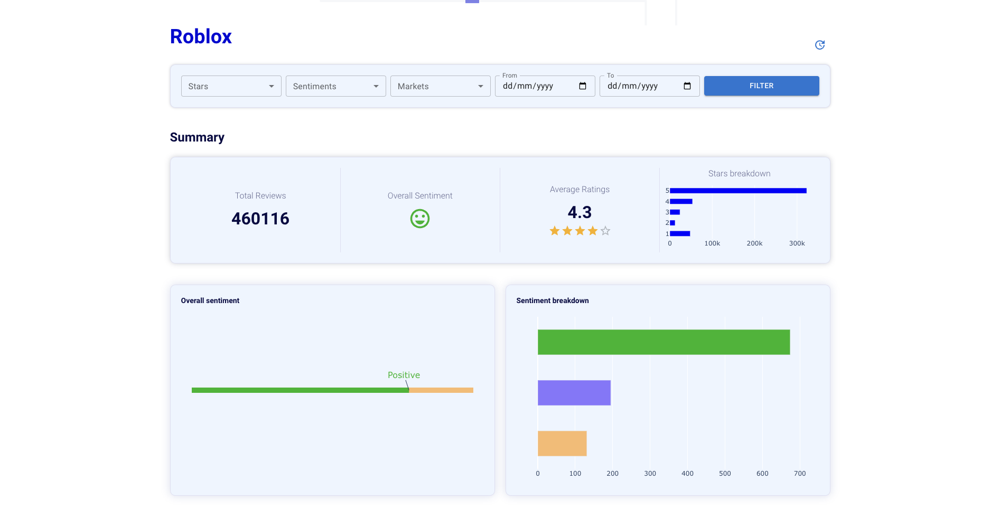 Roblox
Stars
Sentiments
Markets
From
dd/mm/yyyy
To
dd/mm/yyyy
FILTER
Summary
Total Reviews
460116
Overall Sentiment
Average Ratings
4.3
Stars breakdown
5
4
3
2
1
0 100k 200k 300k
Overall sentiment
Positive
Sentiment breakdown
0 100 200 300 400 500 600 700